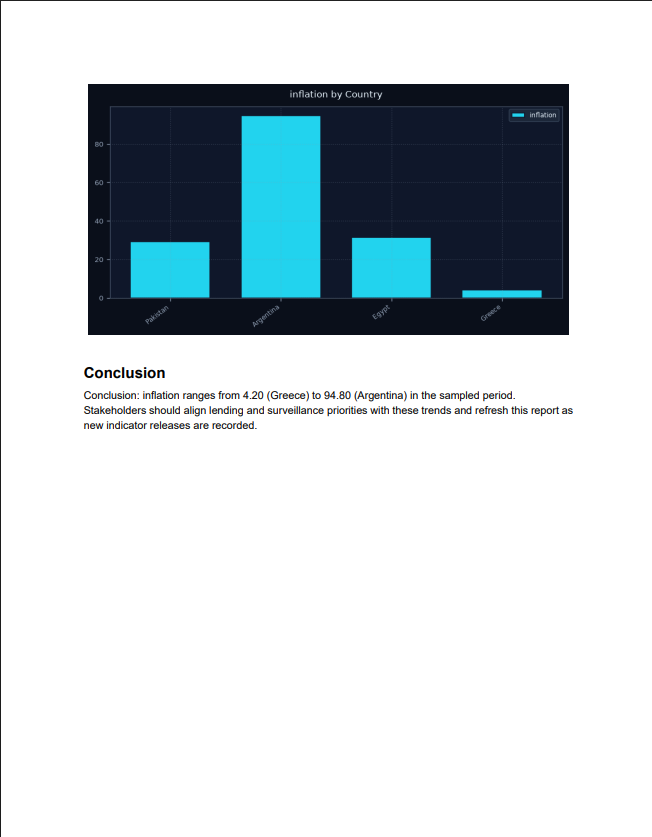 inflation by Country
inflation
80
60
40
20
0
Pakistan
Argentina
Egypt
Greece
Conclusion
Conclusion: inflation ranges from 4.20 (Greece) to 94.80 (Argentina) in the sampled period.
Stakeholders should align lending and surveillance priorities with these trends and refresh this report as
new indicator releases are recorded.